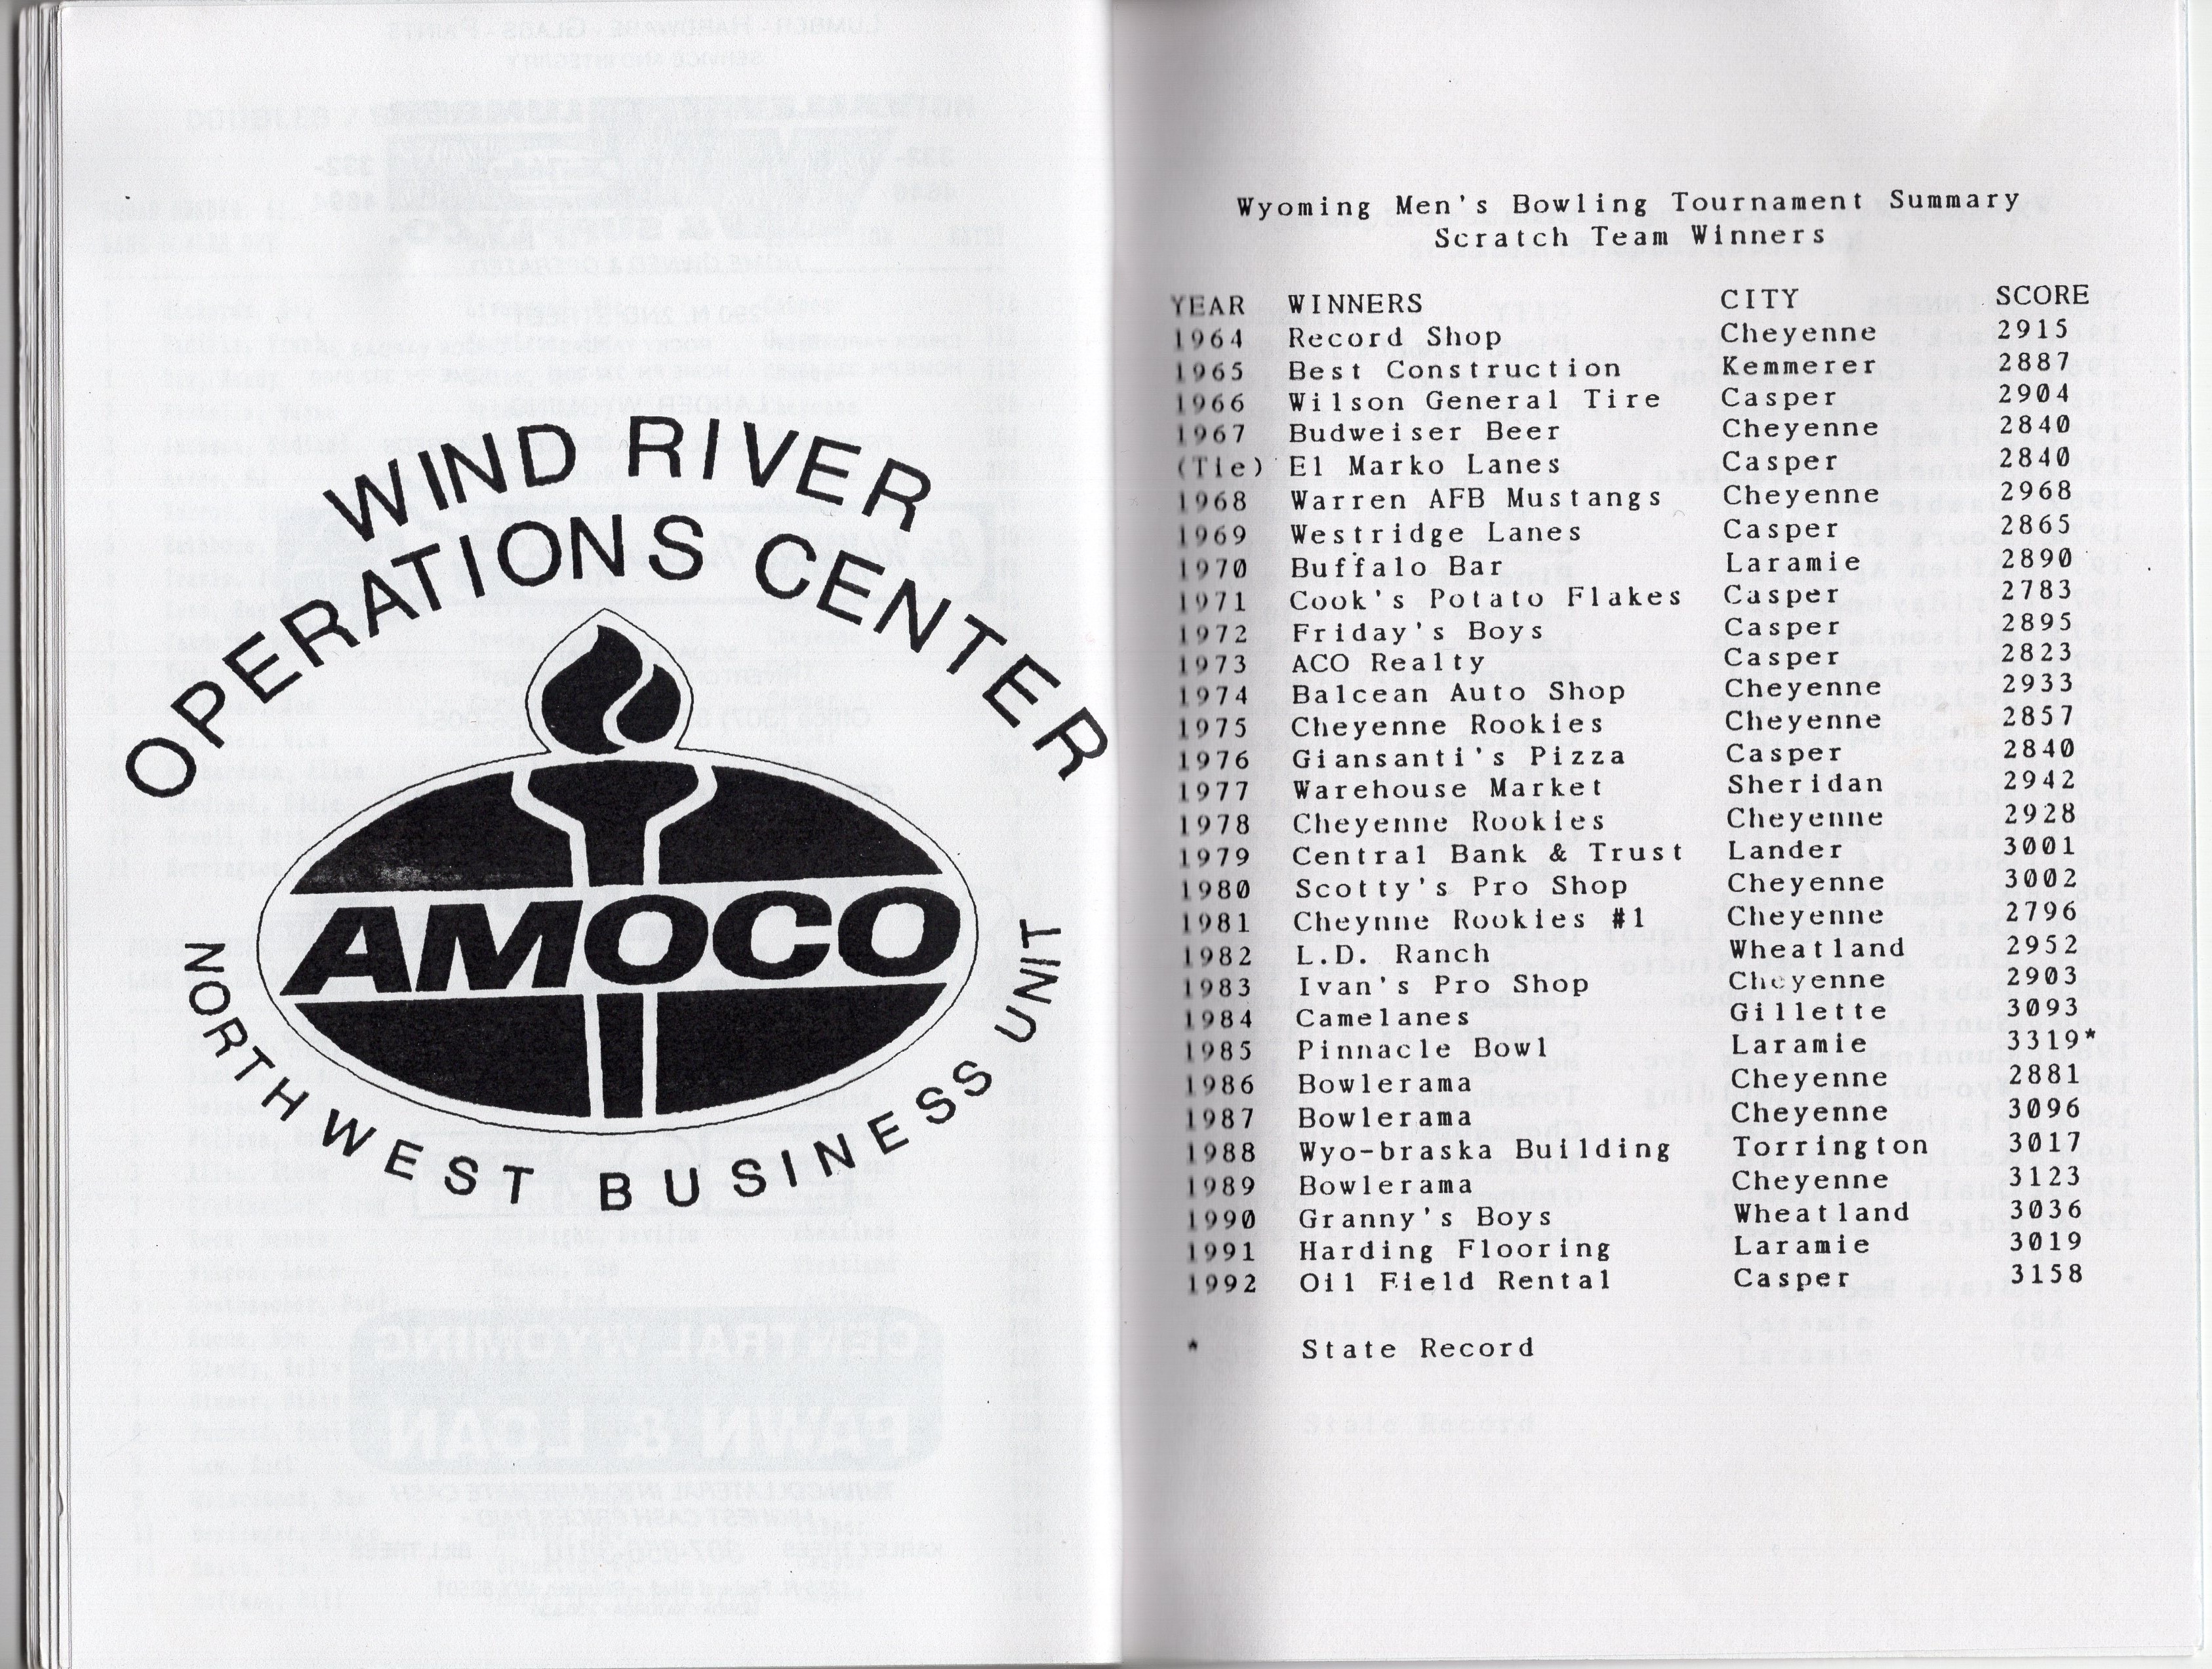 WIND RIVER
OPERATIONS CENTER
AMOCO
NORTHWEST BUSINESS UNIT
Wyoming Men's Bowling Tournament Summary
Scratch Team Winners
YEAR WINNERS CITY SCORE
1964 Record Shop Cheyenne 2915
1965 Best Construction Kemmerer 2887
1966 Wilson General Tire Casper 2904
1967 Budweiser Beer Cheyenne 2840
(Tie) El Marko Lanes Casper 2840
1968 Warren AFB Mustangs Cheyenne 2968
1969 Westridge Lanes Casper 2865
1970 Buffalo Bar Laramie 2890
1971 Cook's Potato Flakes Casper 2783
1972 Friday's Boys Casper 2895
1973 ACO Realty Casper 2823
1974 Balcean Auto Shop Cheyenne 2933
1975 Cheyenne Rookies Cheyenne 2857
1976 Giansanti's Pizza Casper 2840
1977 Warehouse Market Sheridan 2942
1978 Cheyenne Rookies Cheyenne 2928
1979 Central Bank & Trust Lander 3001
1980 Scotty's Pro Shop Cheyenne 3002
1981 Cheynne Rookies #1 Cheyenne 2796
1982 L.D. Ranch Wheatland 2952
1983 Ivan's Pro Shop Cheyenne 2903
1984 Camelanes Gillette 3093
1985 Pinnacle Bowl Laramie 3319*
1986 Bowlerama Cheyenne 2881
1987 Bowlerama Cheyenne 3096
1988 Wyo-braska Building Torrington 3017
1989 Bowlerama Cheyenne 3123
1990 Granny's Boys Wheatland 3036
1991 Harding Flooring Laramie 3019
1992 Oil Field Rental Casper 3158
* State Record